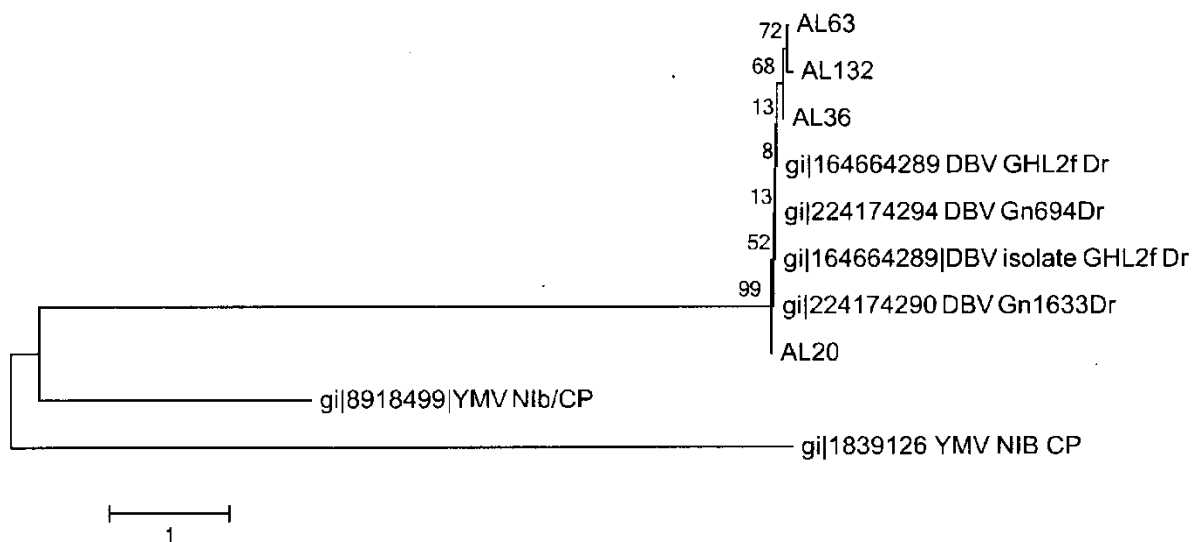 72 AL63
68 AL132
13 AL36
8 gi|164664289 DBV GHL2f Dr
13 gi|224174294 DBV Gn694Dr
52 gi|164664289|DBV isolate GHL2f Dr
99 gi|224174290 DBV Gn1633Dr
AL20
gi|8918499|YMV NIb/CP
gi|1839126 YMV NIB CP
1